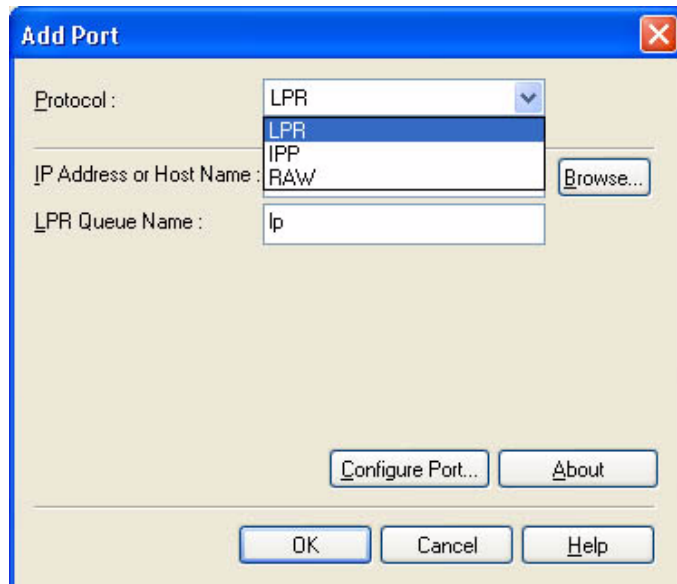 Add Port
Protocol :
LPR
LPR
IPP
RAW
IP Address or Host Name :
Browse...
LPR Queue Name :
lp
Configure Port...
About
OK
Cancel
Help